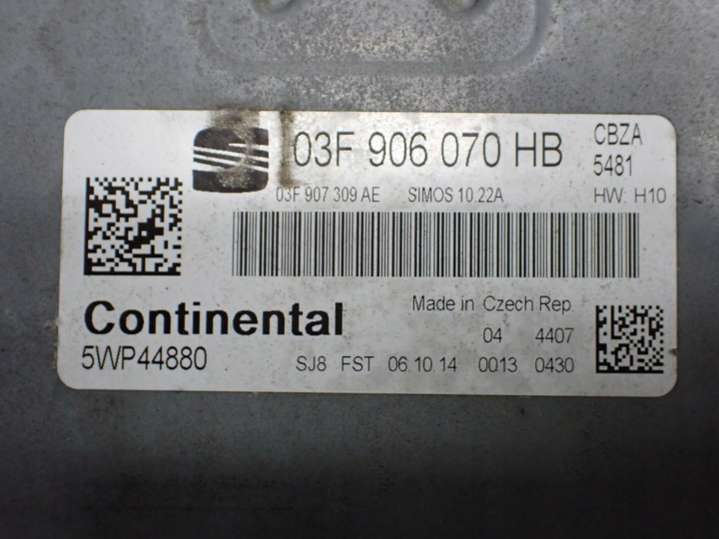 03F 906 070 HB CBZA
5481
03F 907 309 AE SIMOS 10.22A HW: H10
Continental Made in Czech Rep.
04 4407
5WP44880 SJ8 FST 06.10.14 0013 0430